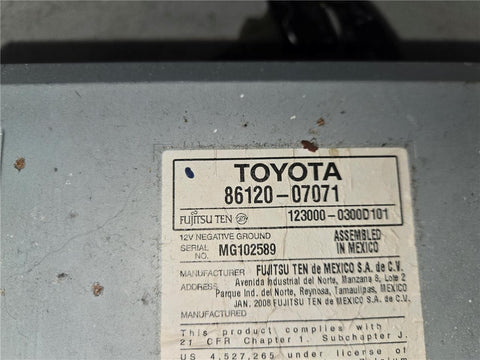 TOYOTA
86120-07071
FUJITSU TEN 123000-0300D101
12V NEGATIVE GROUND
SERIAL NO. MG102589
ASSEMBLED IN MEXICO
MANUFACTURER FUJITSU TEN de MEXICO S.A. de C.V.
Avenida Industrial del Norte, Manzana 8, Lote 2
Parque Ind. del Norte, Reynosa, Tamaulipas, MEXICO
JAN. 2008 FUJITSU TEN de MEXICO S.A. de C.V.
MANUFACTURED
This product complies with
21 CFR Chapter 1. Subchapter J.
US 4,527,265 under license of